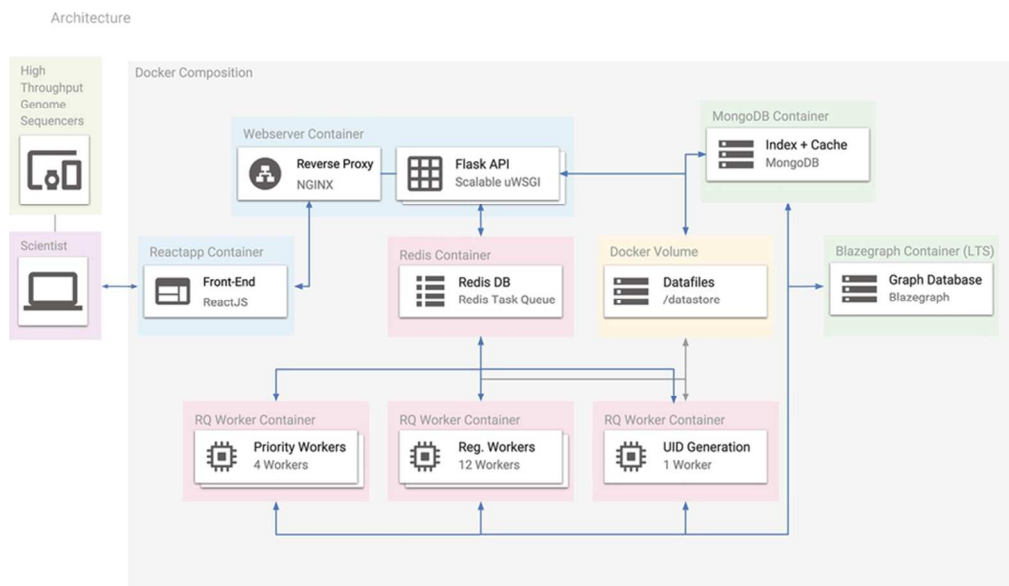 Architecture
High
Throughput
Genome
Sequencers
Scientist
Docker Composition
Webserver Container
Reverse Proxy
NGINX
Flask API
Scalable uWSGI
MongoDB Container
Index + Cache
MongoDB
Reactapp Container
Front-End
ReactJS
Redis Container
Redis DB
Redis Task Queue
Docker Volume
Datafiles
/datastore
Blazegraph Container (LTS)
Graph Database
Blazegraph
RQ Worker Container
Priority Workers
4 Workers
RQ Worker Container
Reg. Workers
12 Workers
RQ Worker Container
UID Generation
1 Worker